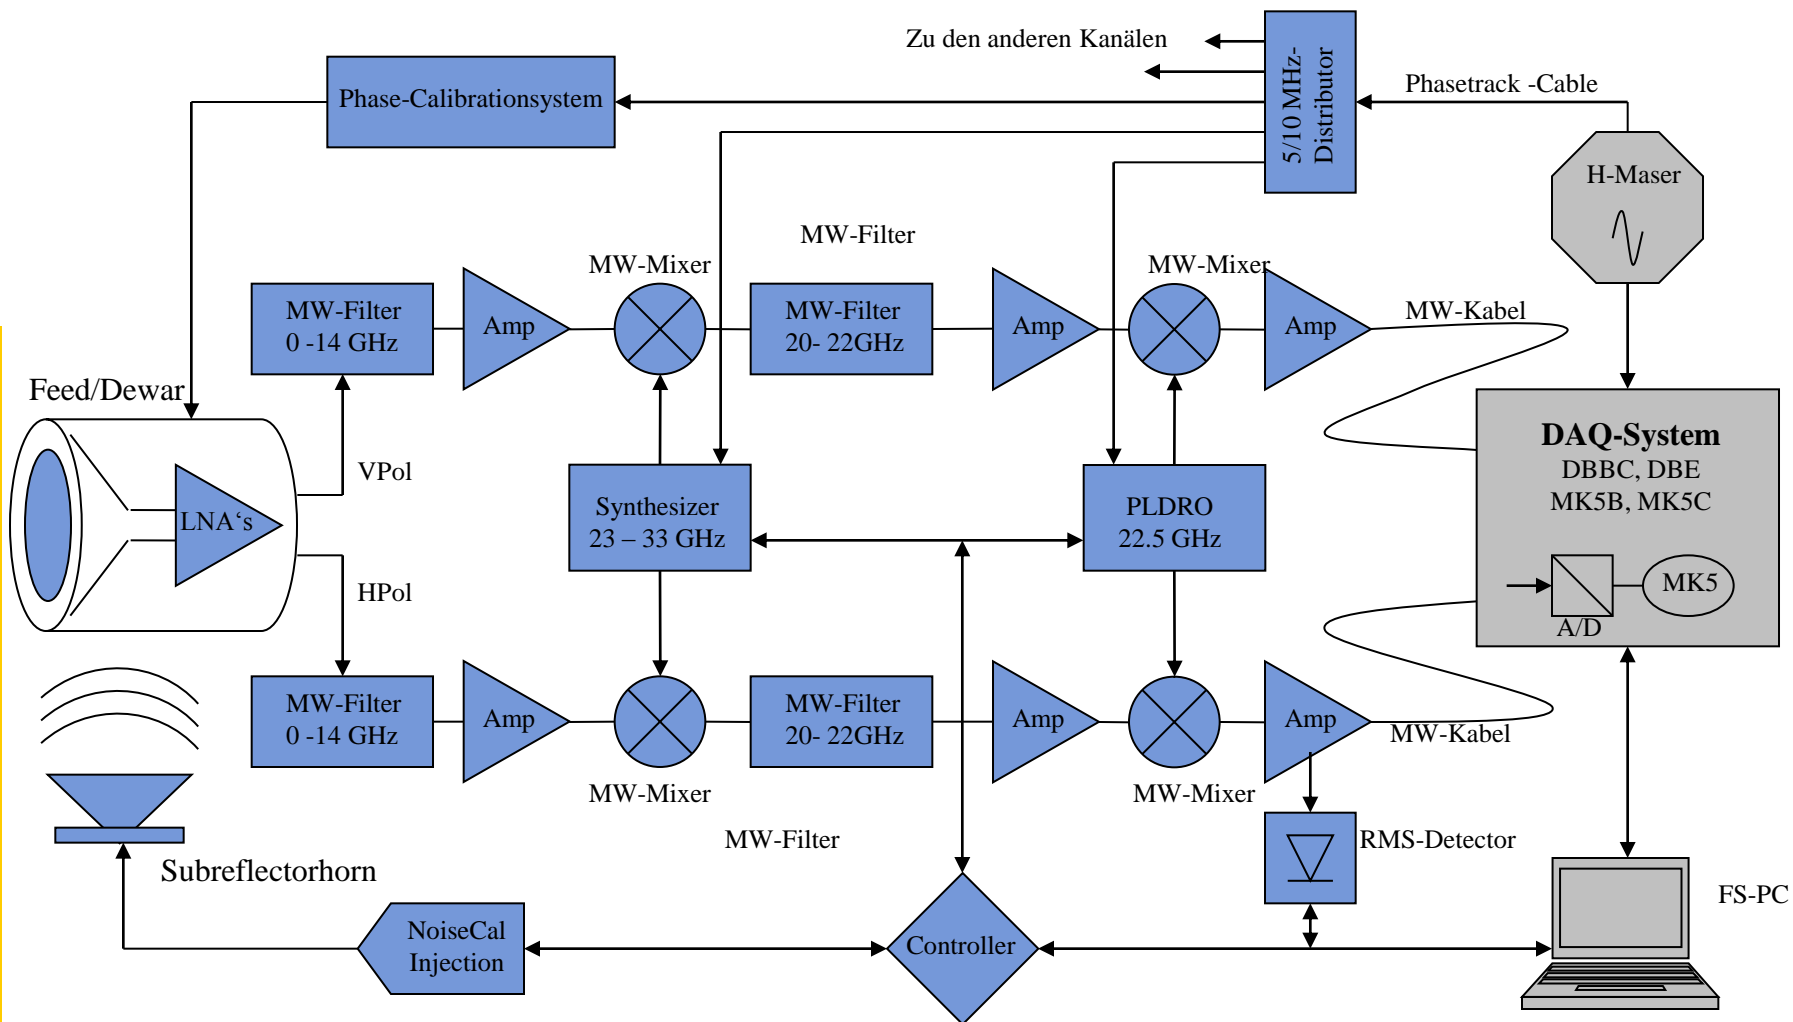 Zu den anderen Kanälen
Phase-Calibrationsystem
5/10 MHz-
Distributor
Phasetrack -Cable
H-Maser
MW-Filter
MW-Mixer
MW-Mixer
MW-Filter
0 -14 GHz
Amp
MW-Filter
20- 22GHz
Amp
Amp
MW-Kabel
Feed/Dewar
VPol
LNA‘s
HPol
Synthesizer
23 – 33 GHz
PLDRO
22.5 GHz
DAQ-System
DBBC, DBE
MK5B, MK5C
MK5
A/D
MW-Filter
0 -14 GHz
Amp
MW-Filter
20- 22GHz
Amp
Amp
MW-Kabel
MW-Mixer
MW-Mixer
MW-Filter
RMS-Detector
Subreflectorhorn
NoiseCal
Injection
Controller
FS-PC